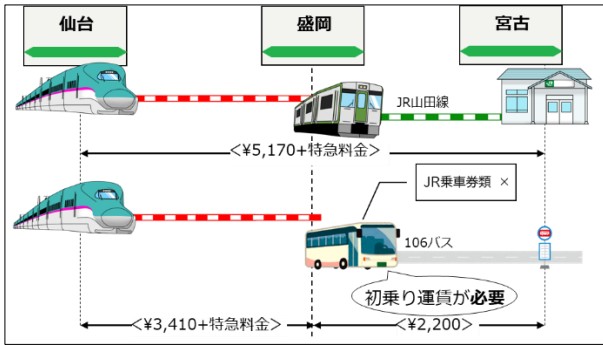 仙台
盛岡
宮古
JR山田線
<¥5,170+特急料金>
JR乗車券類 ×
106バス
初乗り運賃が必要
<¥3,410+特急料金>
<¥2,200>